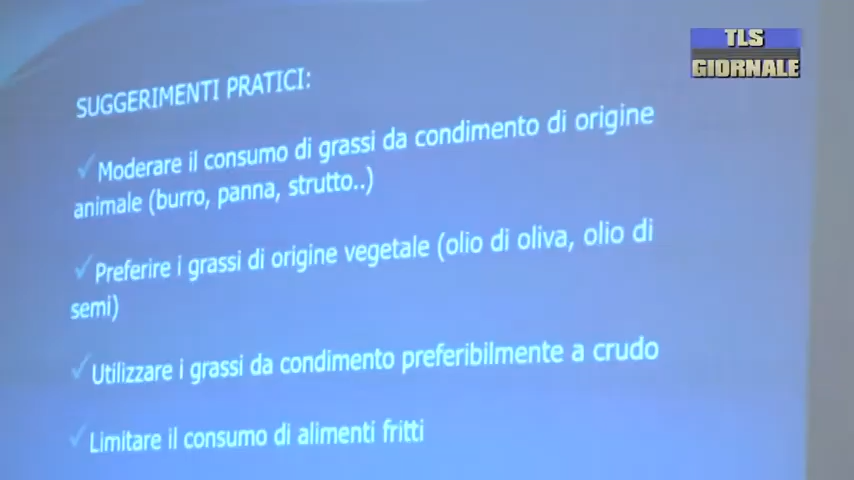 TLS
GIORNALE
SUGGERIMENTI PRATICI:
✓Moderare il consumo di grassi da condimento di origine
animale (burro, panna, strutto..)
✓Preferire i grassi di origine vegetale (olio di oliva, olio di
semi)
✓Utilizzare i grassi da condimento preferibilmente a crudo
✓Limitare il consumo di alimenti fritti